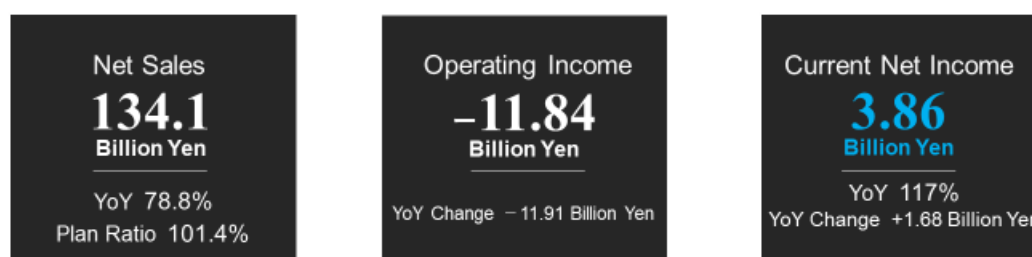 Net Sales
134.1
Billion Yen
YoY 78.8%
Plan Ratio 101.4%
Operating Income
–11.84
Billion Yen
YoY Change －11.91 Billion Yen
Current Net Income
3.86
Billion Yen
YoY 117%
YoY Change +1.68 Billion Yen